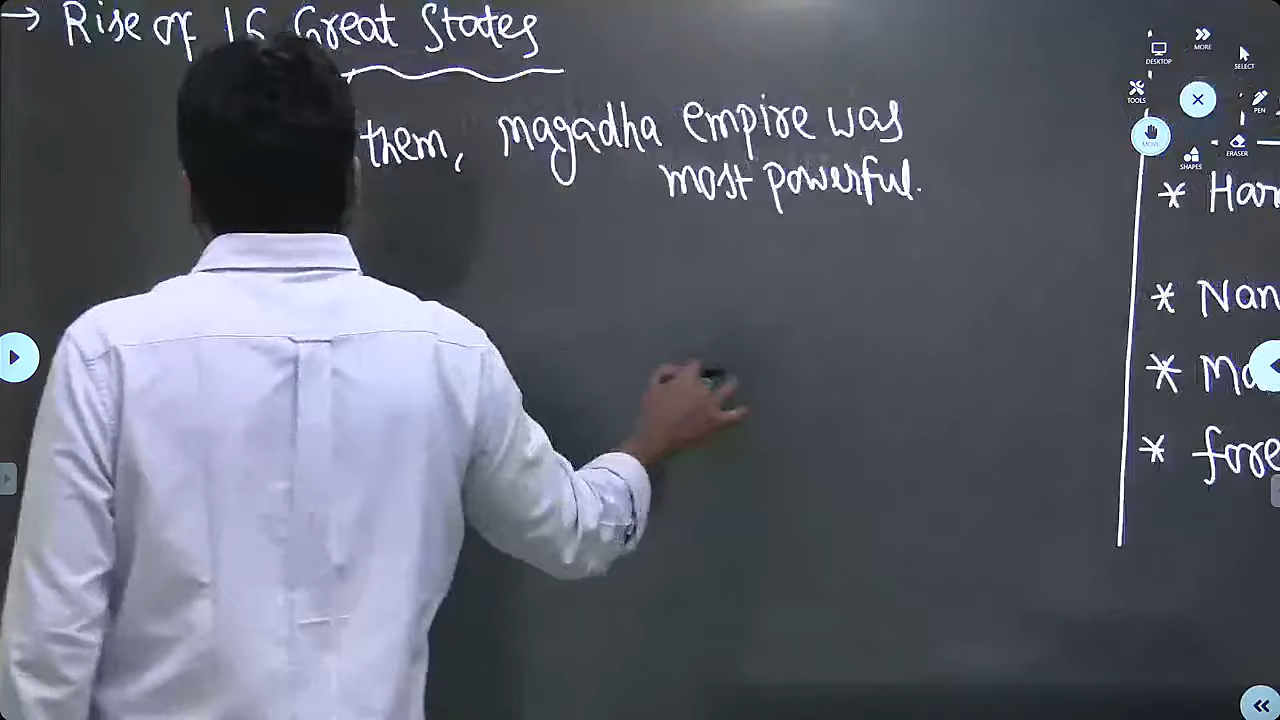 → Rise of 16 Great States
them, magadha empire was
most powerful.
* Har
* Nan
* Ma
* fore
DESKTOP
MORE
SELECT
TOOLS
PEN
MOVE
SHAPES
ERASER